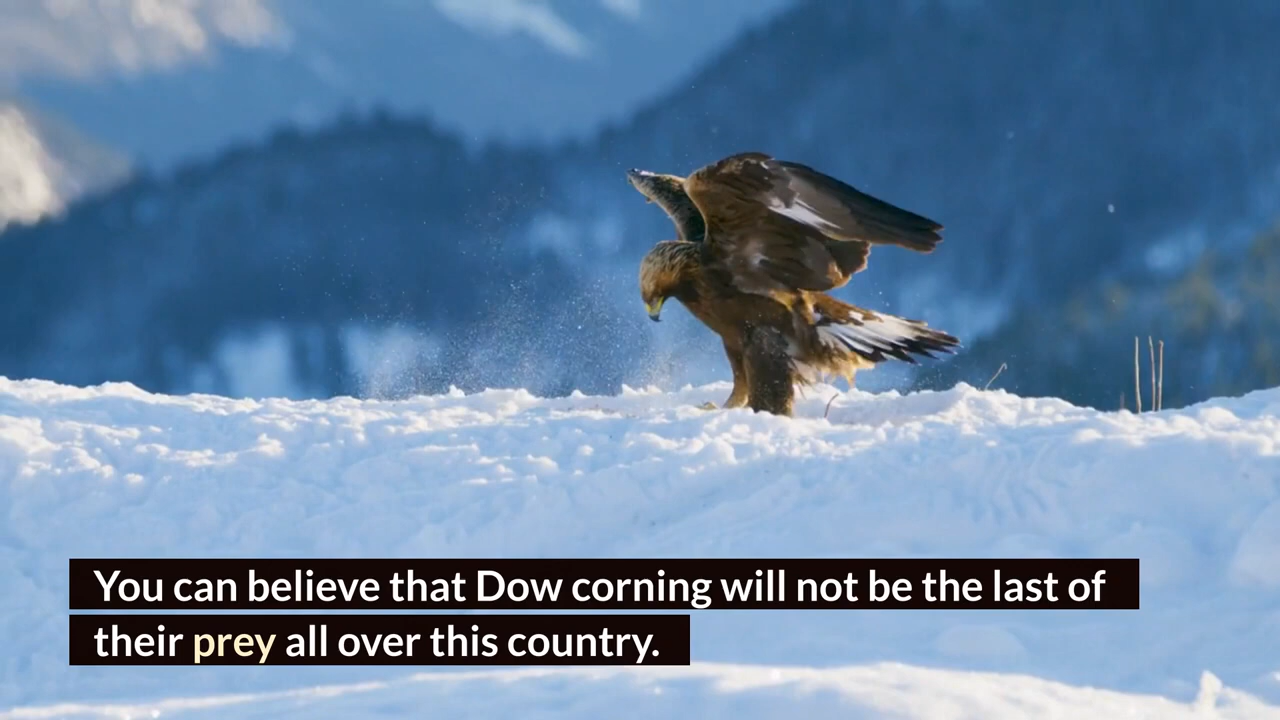 You can believe that Dow corning will not be the last of
their prey all over this country.